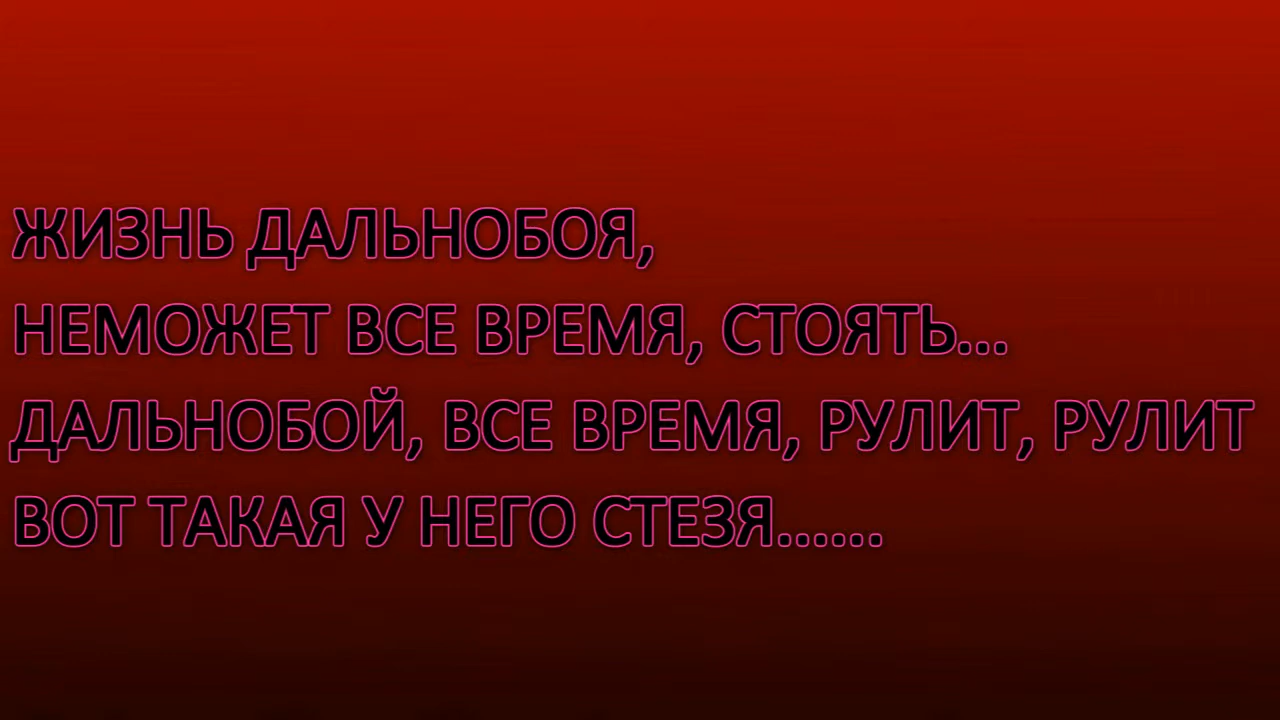 ЖИЗНЬ ДАЛЬНОБОЯ,
НЕМОЖЕТ ВСЕ ВРЕМЯ, СТОЯТЬ...
ДАЛЬНОБОЙ, ВСЕ ВРЕМЯ, РУЛИТ, РУЛИТ
ВОТ ТАКАЯ У НЕГО СТЕЗЯ......